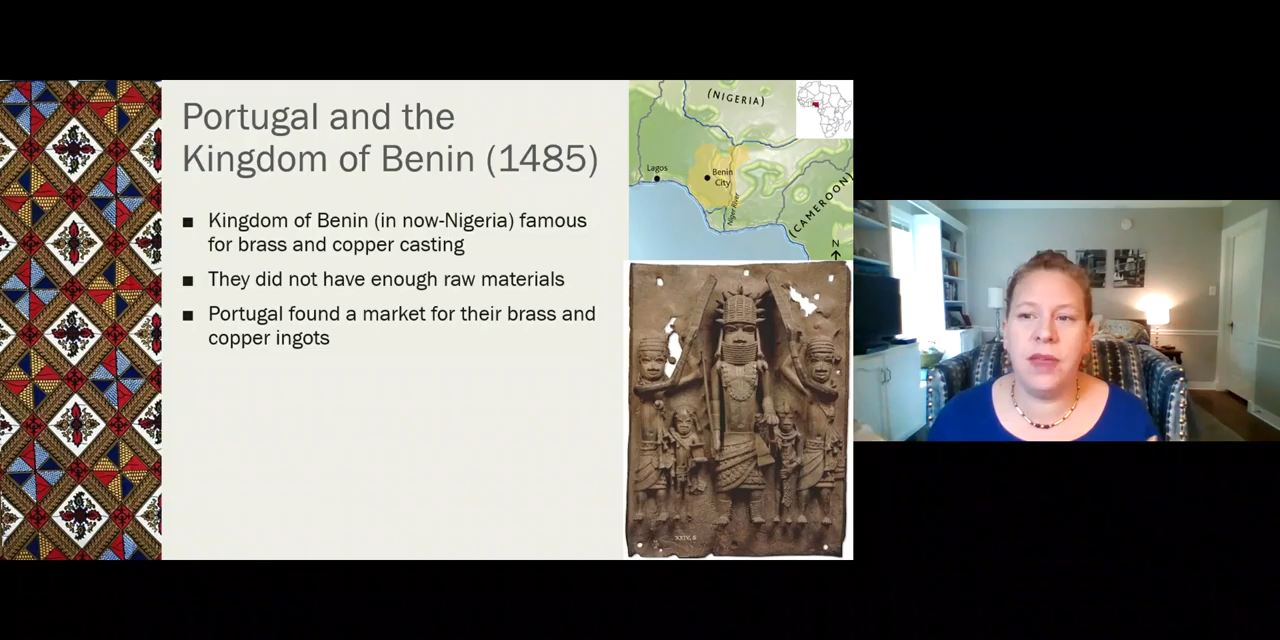 Portugal and the
Kingdom of Benin (1485)
■ Kingdom of Benin (in now-Nigeria) famous
for brass and copper casting
■ They did not have enough raw materials
■ Portugal found a market for their brass and
copper ingots
(NIGERIA)
Lagos
Benin
City
Niger River
(CAMEROON)
N
XXIV, 6